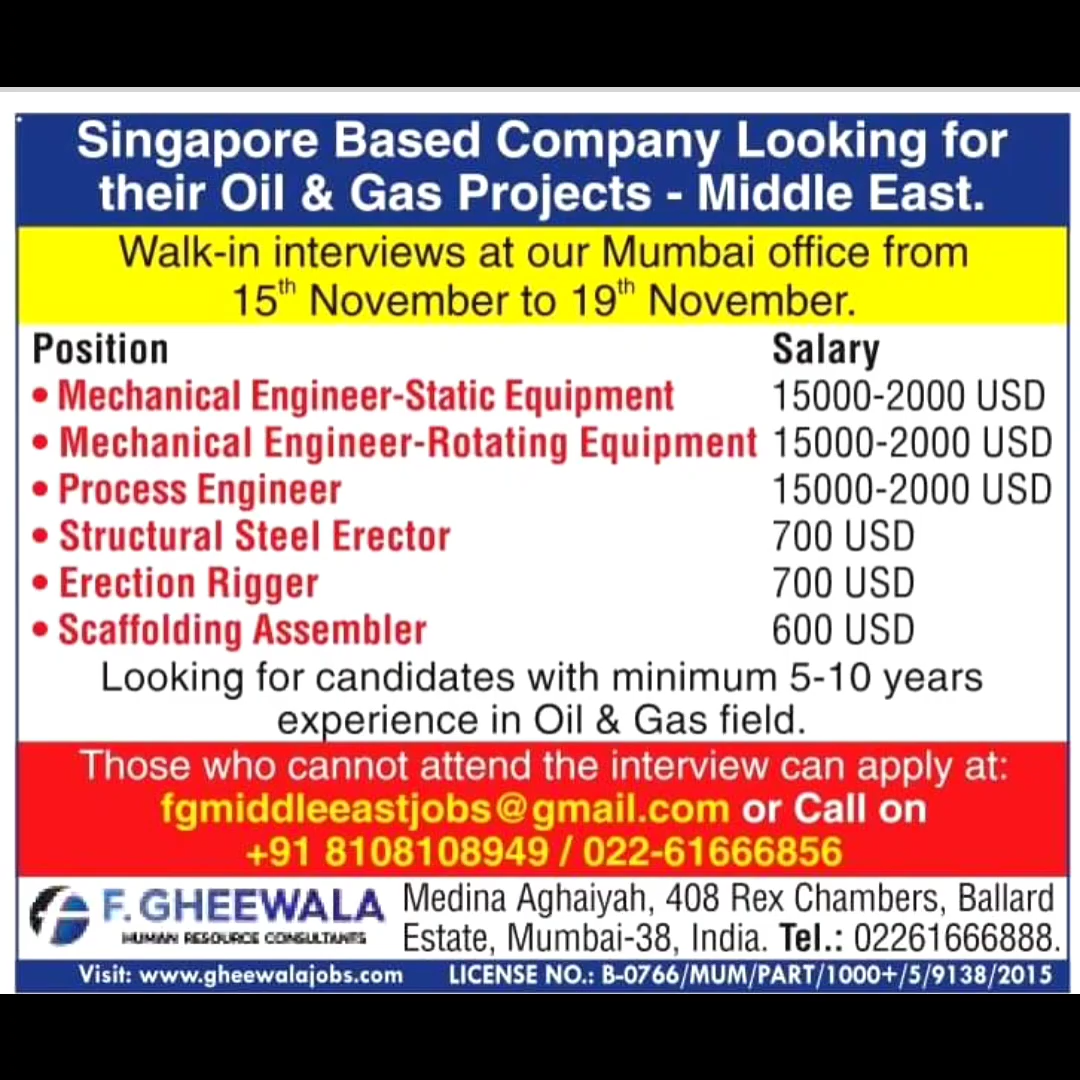 Singapore Based Company Looking for
their Oil & Gas Projects - Middle East.
Walk-in interviews at our Mumbai office from
15th November to 19th November.
Position Salary
• Mechanical Engineer-Static Equipment 15000-2000 USD
• Mechanical Engineer-Rotating Equipment 15000-2000 USD
• Process Engineer 15000-2000 USD
• Structural Steel Erector 700 USD
• Erection Rigger 700 USD
• Scaffolding Assembler 600 USD
Looking for candidates with minimum 5-10 years
experience in Oil & Gas field.
Those who cannot attend the interview can apply at:
fgmiddleeastjobs@gmail.com or Call on
+91 8108108949 / 022-61666856
F. GHEEWALA
HUMAN RESOURCE CONSULTANTS
Medina Aghaiyah, 408 Rex Chambers, Ballard
Estate, Mumbai-38, India. Tel.: 02261666888.
Visit: www.gheewalajobs.com LICENSE NO.: B-0766/MUM/PART/1000+/5/9138/2015